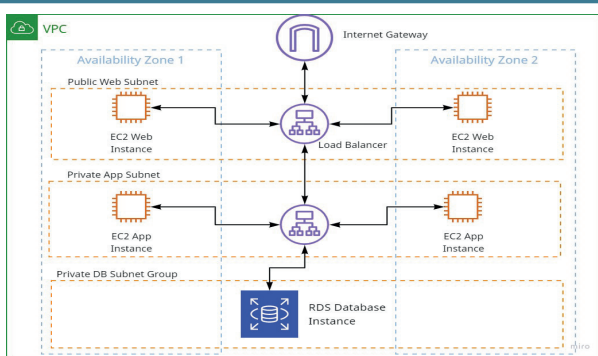 VPC
Internet Gateway
Availability Zone 1
Availability Zone 2
Public Web Subnet
EC2 Web
Instance
Load Balancer
EC2 Web
Instance
Private App Subnet
EC2 App
Instance
EC2 App
Instance
Private DB Subnet Group
RDS Database
Instance
miro